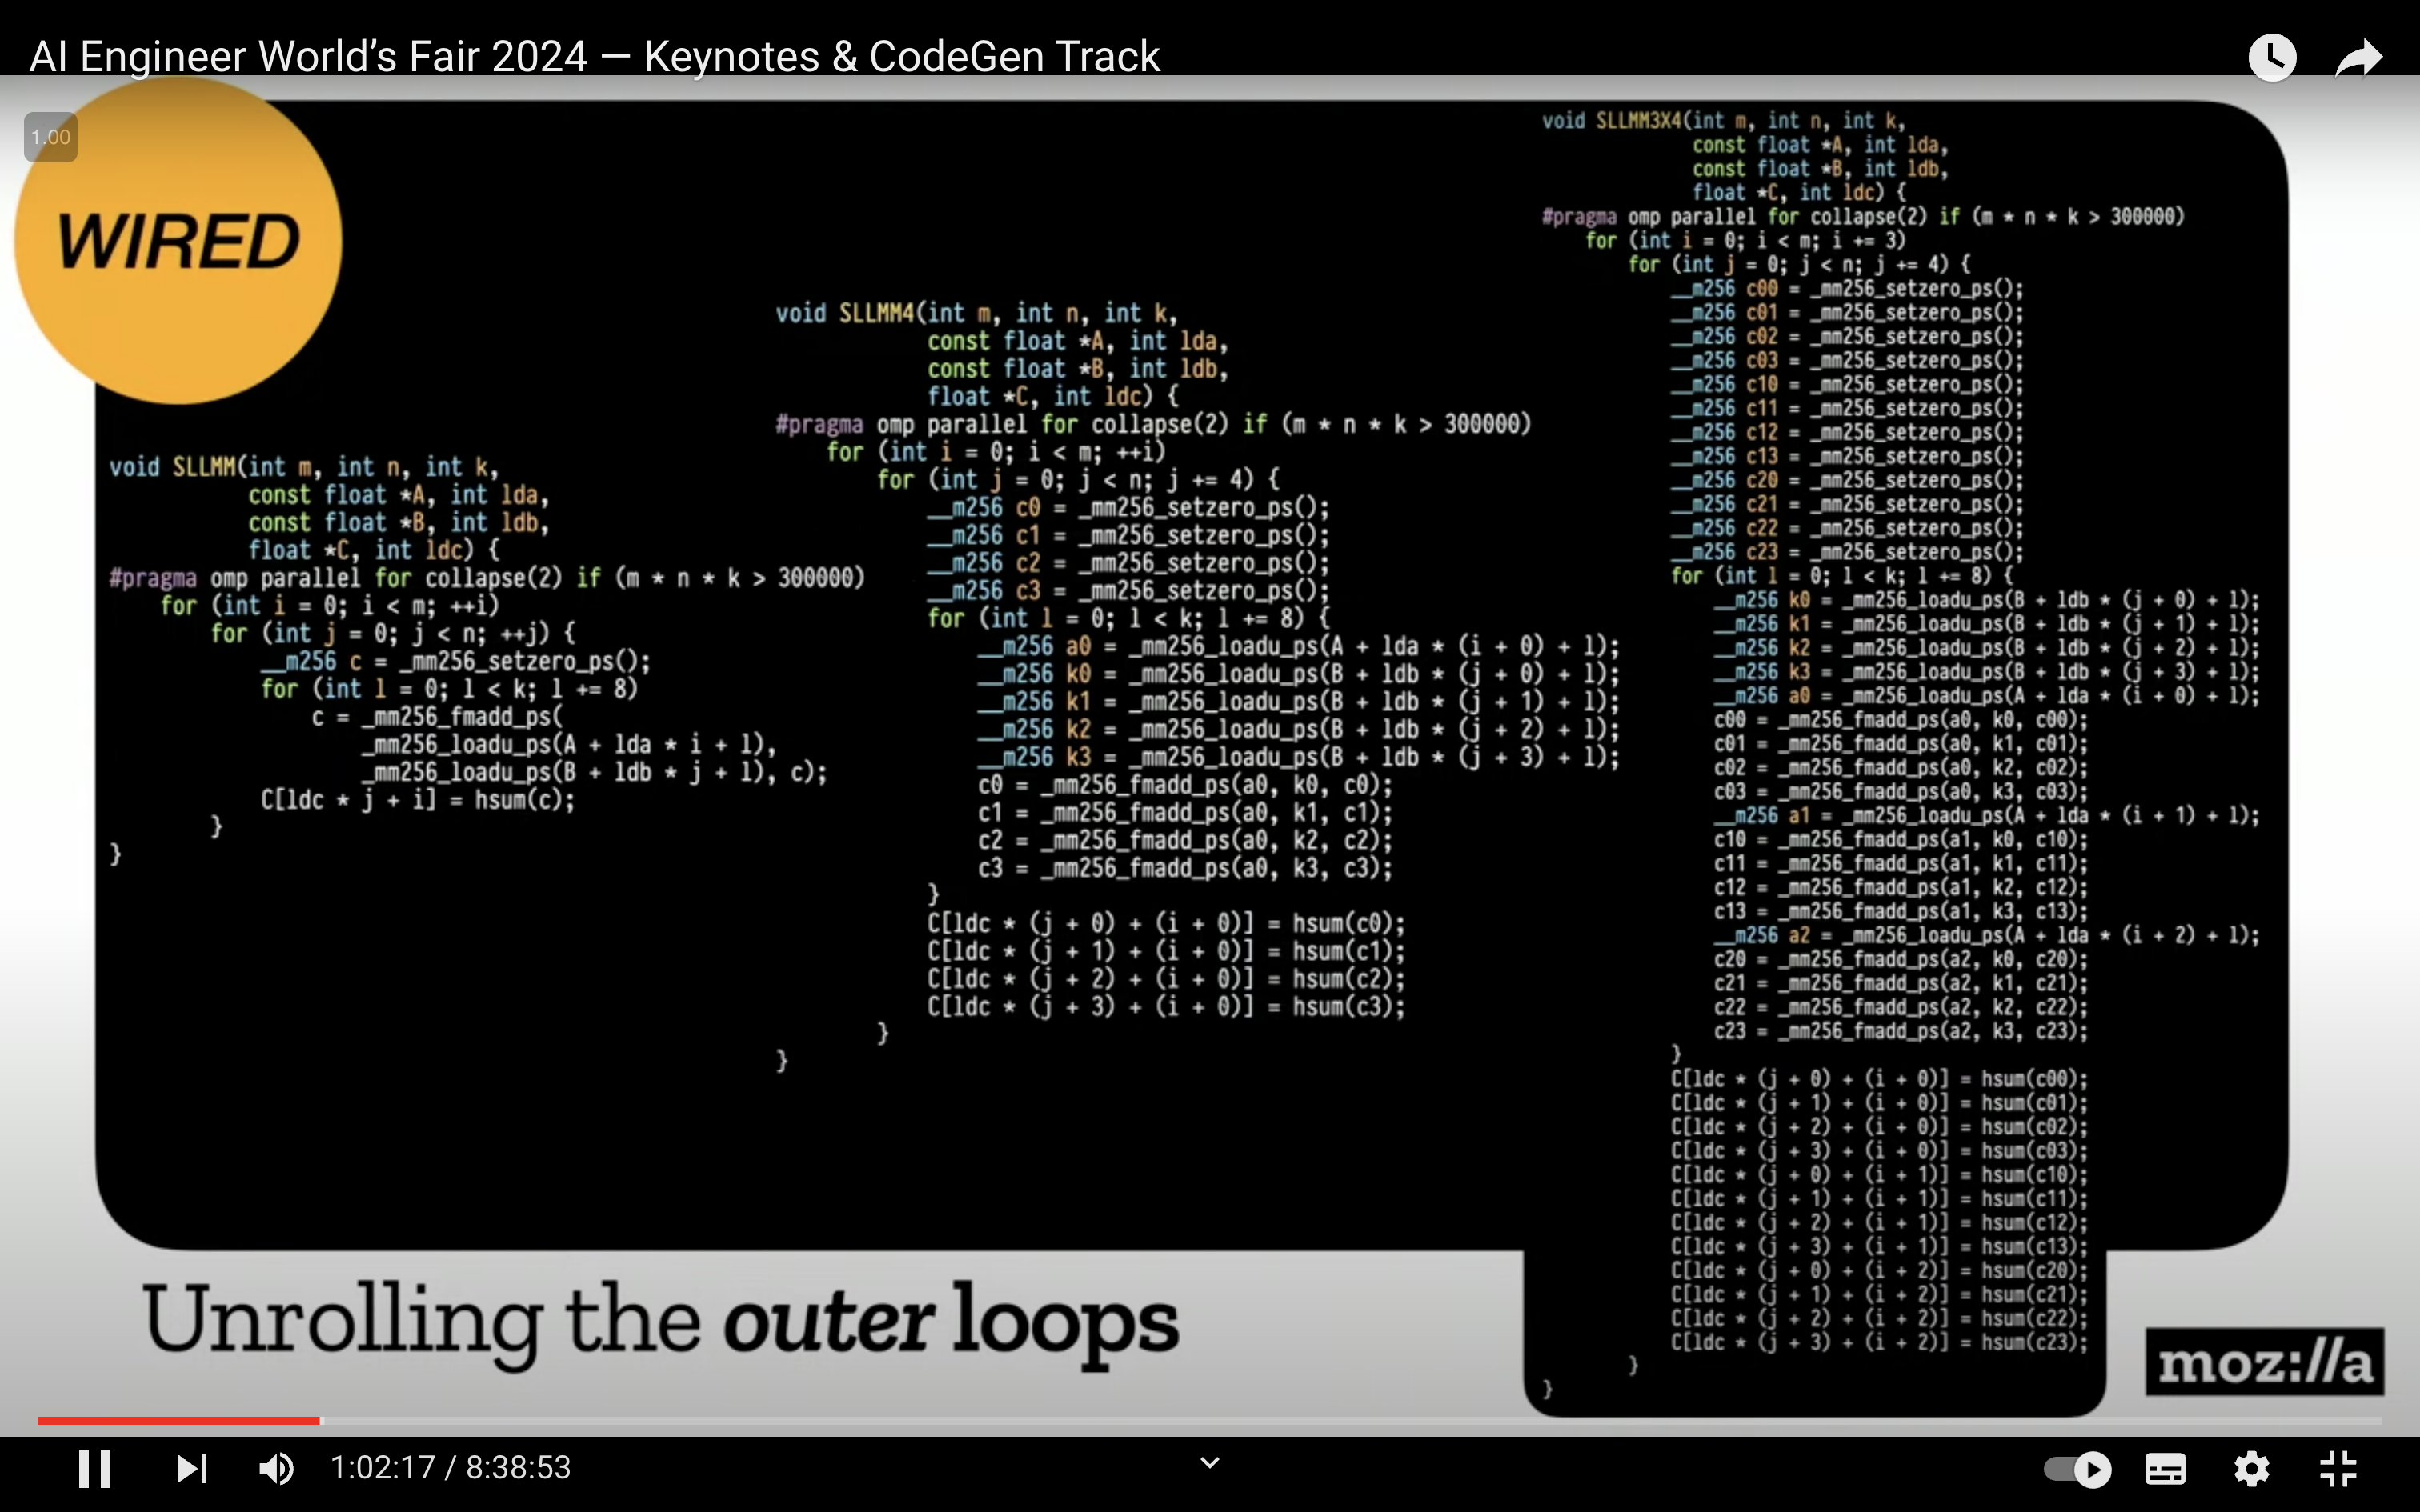 AI Engineer World’s Fair 2024 — Keynotes & CodeGen Track
1.00
WIRED
void SLLMM(int m, int n, int k,
const float *A, int lda,
const float *B, int ldb,
float *C, int ldc) {
#pragma omp parallel for collapse(2) if (m * n * k > 300000)
for (int i = 0; i < m; ++i)
for (int j = 0; j < n; ++j) {
__m256 c = _mm256_setzero_ps();
for (int l = 0; l < k; l += 8)
c = _mm256_fmadd_ps(
_mm256_loadu_ps(A + lda * i + l),
_mm256_loadu_ps(B + ldb * j + l), c);
C[ldc * j + i] = hsum(c);
}
}
void SLLMM4(int m, int n, int k,
const float *A, int lda,
const float *B, int ldb,
float *C, int ldc) {
#pragma omp parallel for collapse(2) if (m * n * k > 300000)
for (int i = 0; i < m; ++i)
for (int j = 0; j < n; j += 4) {
__m256 c0 = _mm256_setzero_ps();
__m256 c1 = _mm256_setzero_ps();
__m256 c2 = _mm256_setzero_ps();
__m256 c3 = _mm256_setzero_ps();
for (int l = 0; l < k; l += 8) {
__m256 a0 = _mm256_loadu_ps(A + lda * (i + 0) + l);
__m256 k0 = _mm256_loadu_ps(B + ldb * (j + 0) + l);
__m256 k1 = _mm256_loadu_ps(B + ldb * (j + 1) + l);
__m256 k2 = _mm256_loadu_ps(B + ldb * (j + 2) + l);
__m256 k3 = _mm256_loadu_ps(B + ldb * (j + 3) + l);
c0 = _mm256_fmadd_ps(a0, k0, c0);
c1 = _mm256_fmadd_ps(a0, k1, c1);
c2 = _mm256_fmadd_ps(a0, k2, c2);
c3 = _mm256_fmadd_ps(a0, k3, c3);
}
C[ldc * (j + 0) + (i + 0)] = hsum(c0);
C[ldc * (j + 1) + (i + 0)] = hsum(c1);
C[ldc * (j + 2) + (i + 0)] = hsum(c2);
C[ldc * (j + 3) + (i + 0)] = hsum(c3);
}
}
void SLLMM3X4(int m, int n, int k,
const float *A, int lda,
const float *B, int ldb,
float *C, int ldc) {
#pragma omp parallel for collapse(2) if (m * n * k > 300000)
for (int i = 0; i < m; i += 3)
for (int j = 0; j < n; j += 4) {
__m256 c00 = _mm256_setzero_ps();
__m256 c01 = _mm256_setzero_ps();
__m256 c02 = _mm256_setzero_ps();
__m256 c03 = _mm256_setzero_ps();
__m256 c10 = _mm256_setzero_ps();
__m256 c11 = _mm256_setzero_ps();
__m256 c12 = _mm256_setzero_ps();
__m256 c13 = _mm256_setzero_ps();
__m256 c20 = _mm256_setzero_ps();
__m256 c21 = _mm256_setzero_ps();
__m256 c22 = _mm256_setzero_ps();
__m256 c23 = _mm256_setzero_ps();
for (int l = 0; l < k; l += 8) {
__m256 k0 = _mm256_loadu_ps(B + ldb * (j + 0) + l);
__m256 k1 = _mm256_loadu_ps(B + ldb * (j + 1) + l);
__m256 k2 = _mm256_loadu_ps(B + ldb * (j + 2) + l);
__m256 k3 = _mm256_loadu_ps(B + ldb * (j + 3) + l);
__m256 a0 = _mm256_loadu_ps(A + lda * (i + 0) + l);
c00 = _mm256_fmadd_ps(a0, k0, c00);
c01 = _mm256_fmadd_ps(a0, k1, c01);
c02 = _mm256_fmadd_ps(a0, k2, c02);
c03 = _mm256_fmadd_ps(a0, k3, c03);
__m256 a1 = _mm256_loadu_ps(A + lda * (i + 1) + l);
c10 = _mm256_fmadd_ps(a1, k0, c10);
c11 = _mm256_fmadd_ps(a1, k1, c11);
c12 = _mm256_fmadd_ps(a1, k2, c12);
c13 = _mm256_fmadd_ps(a1, k3, c13);
__m256 a2 = _mm256_loadu_ps(A + lda * (i + 2) + l);
c20 = _mm256_fmadd_ps(a2, k0, c20);
c21 = _mm256_fmadd_ps(a2, k1, c21);
c22 = _mm256_fmadd_ps(a2, k2, c22);
c23 = _mm256_fmadd_ps(a2, k3, c23);
}
C[ldc * (j + 0) + (i + 0)] = hsum(c00);
C[ldc * (j + 1) + (i + 0)] = hsum(c01);
C[ldc * (j + 2) + (i + 0)] = hsum(c02);
C[ldc * (j + 3) + (i + 0)] = hsum(c03);
C[ldc * (j + 0) + (i + 1)] = hsum(c10);
C[ldc * (j + 1) + (i + 1)] = hsum(c11);
C[ldc * (j + 2) + (i + 1)] = hsum(c12);
C[ldc * (j + 3) + (i + 1)] = hsum(c13);
C[ldc * (j + 0) + (i + 2)] = hsum(c20);
C[ldc * (j + 1) + (i + 2)] = hsum(c21);
C[ldc * (j + 2) + (i + 2)] = hsum(c22);
C[ldc * (j + 3) + (i + 2)] = hsum(c23);
}
}
Unrolling the outer loops
moz://a
1:02:17 / 8:38:53